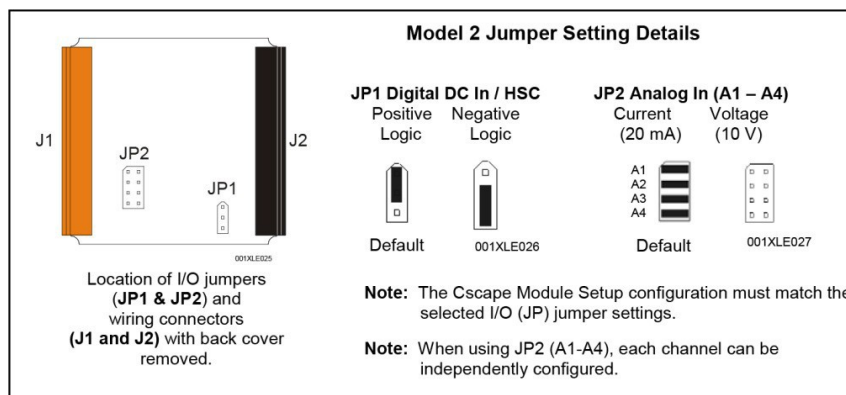 Model 2 Jumper Setting Details
J1
JP2
JP1
J2
001XLE025
Location of I/O jumpers
(JP1 & JP2) and
wiring connectors
(J1 and J2) with back cover
removed.
JP1 Digital DC In / HSC
Positive Negative
Logic Logic
Default 001XLE026
JP2 Analog In (A1 – A4)
Current Voltage
(20 mA) (10 V)
A1
A2
A3
A4
Default 001XLE027
Note: The Cscape Module Setup configuration must match the
selected I/O (JP) jumper settings.
Note: When using JP2 (A1-A4), each channel can be
independently configured.